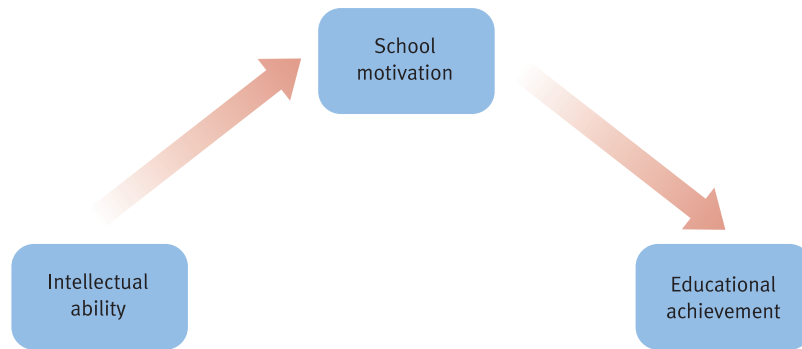 School
motivation
Intellectual
ability
Educational
achievement